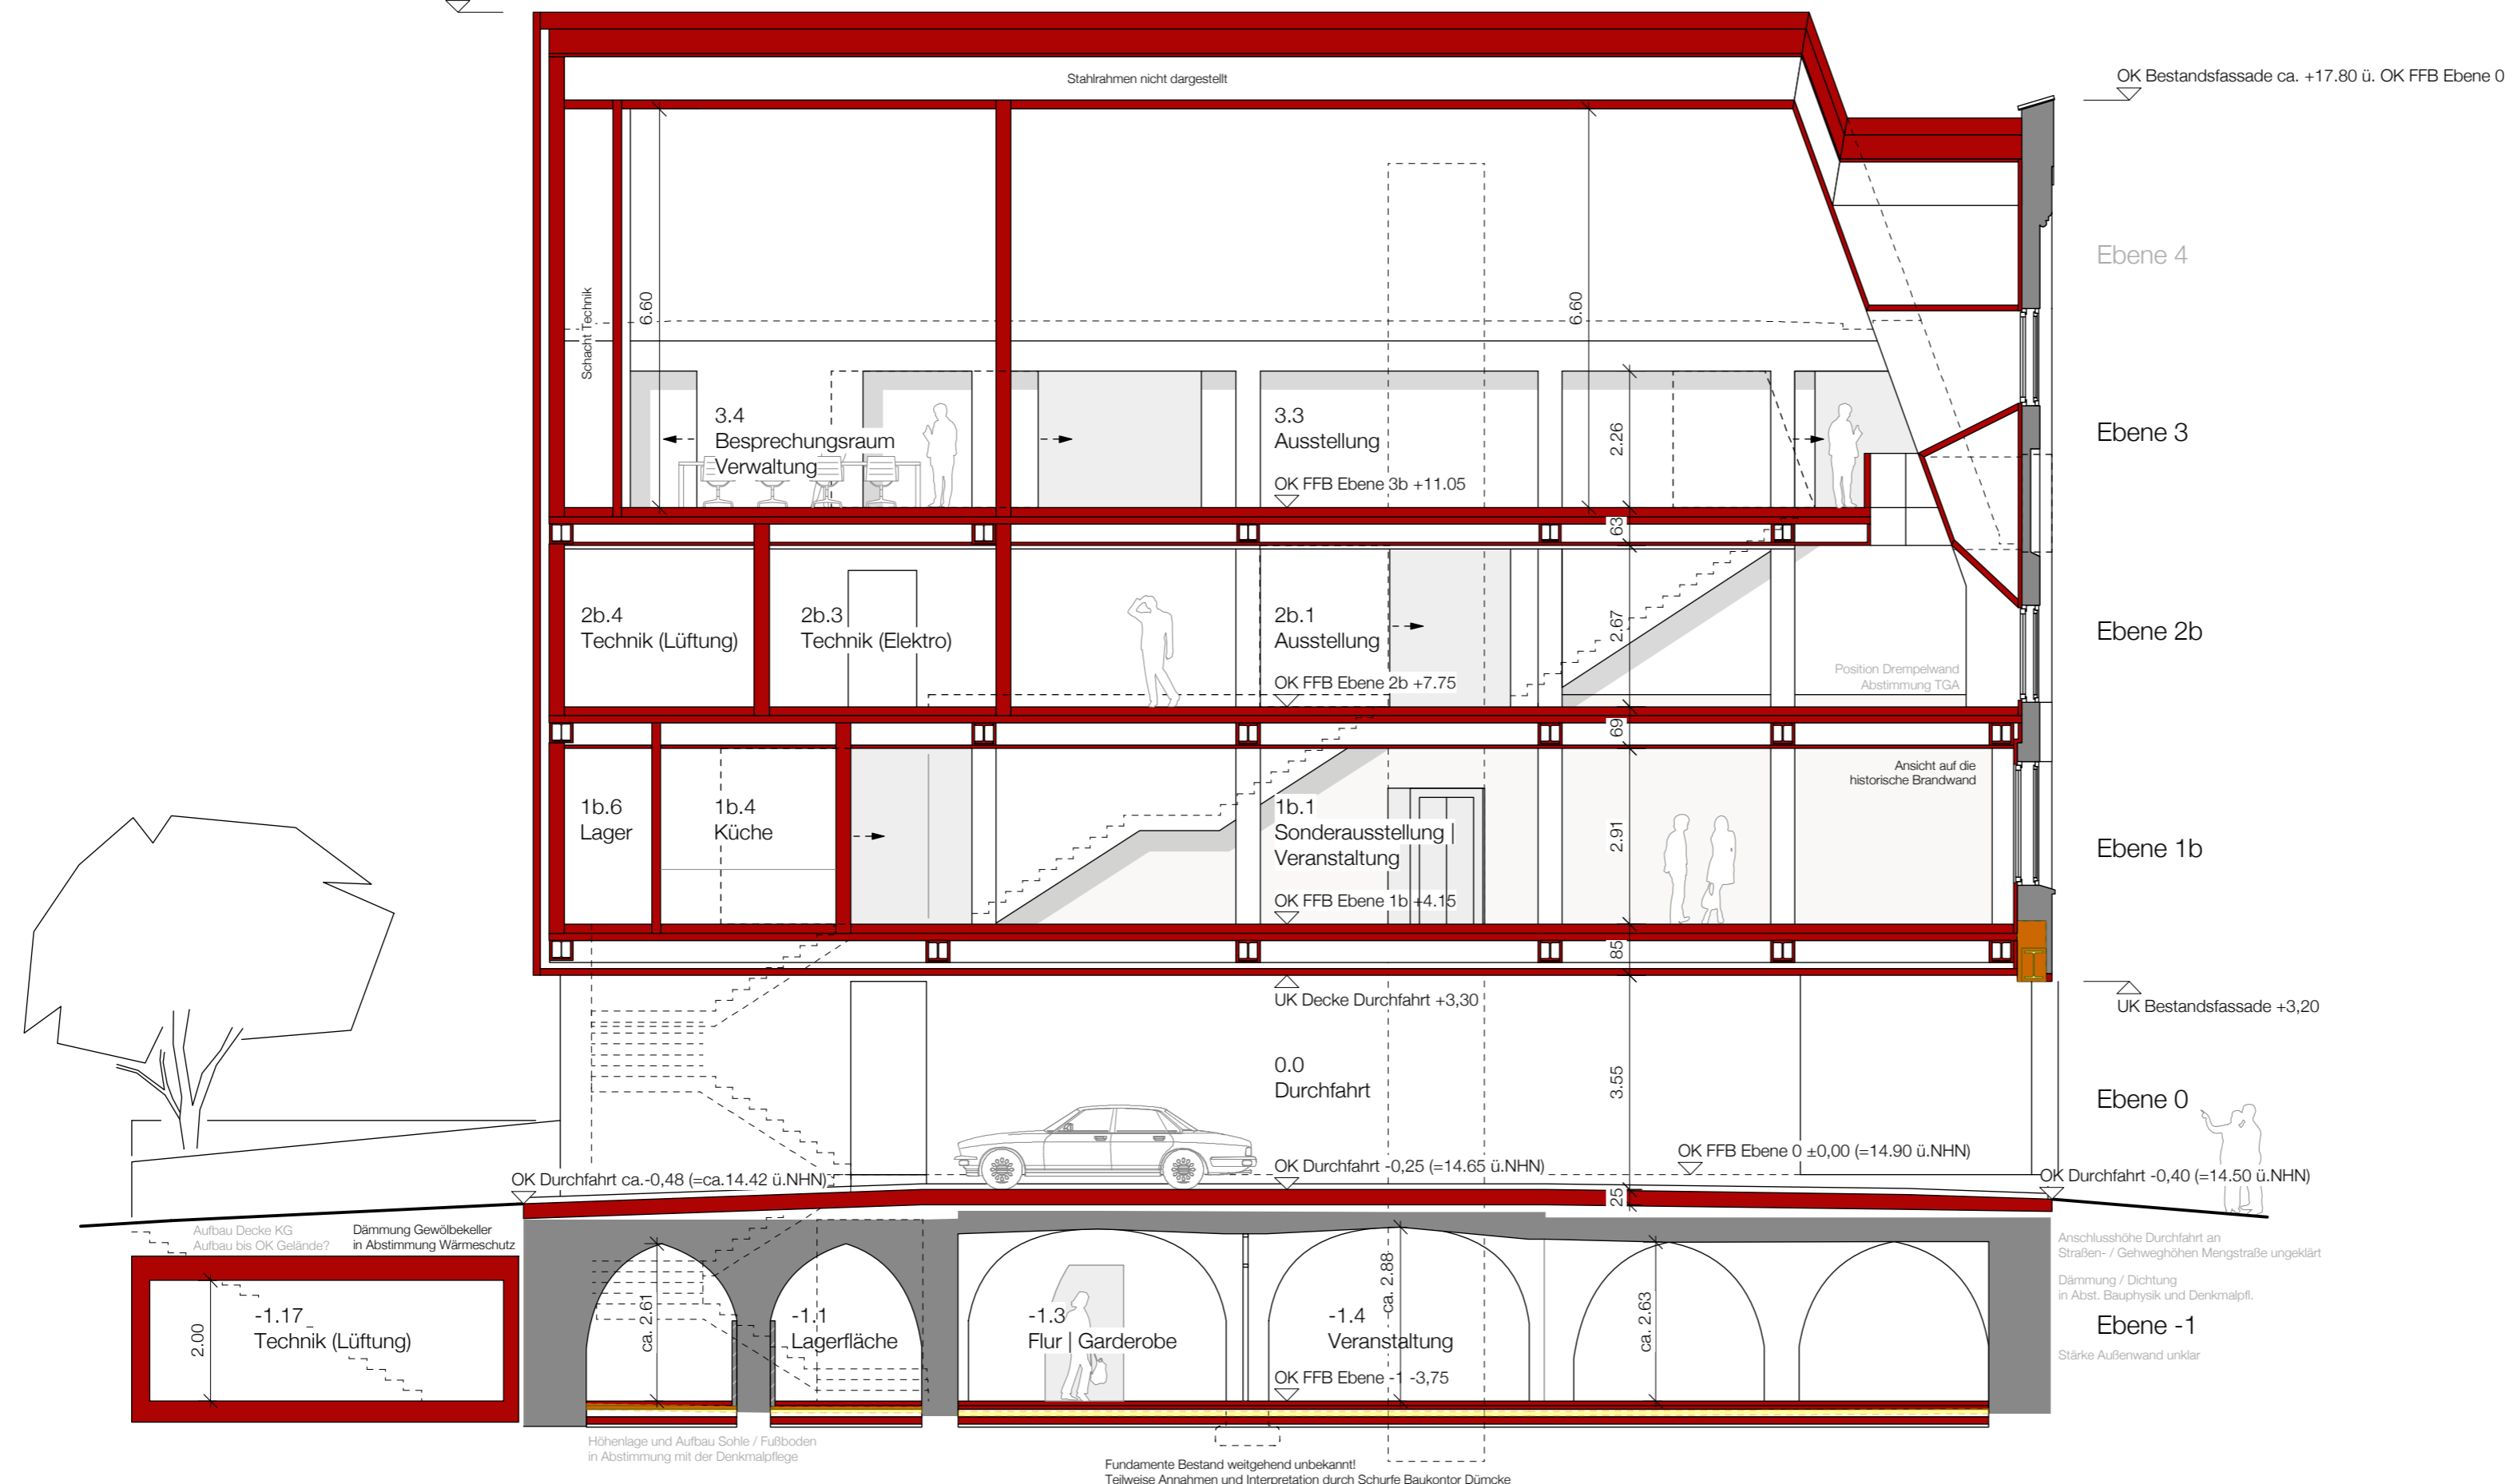 Stahlrahmen nicht dargestellt
OK Bestandsfassade ca. +17.80 ü. OK FFB Ebene 0
Ebene 4
Schacht Technik
6.60
6.60
3.4
Besprechungsraum
Verwaltung
3.3
Ausstellung
OK FFB Ebene 3b +11.05
2.26
Ebene 3
63
2b.4
Technik (Lüftung)
2b.3
Technik (Elektro)
2b.1
Ausstellung
OK FFB Ebene 2b +7.75
2.67
Position Drempelwand
Abstimmung TGA
Ebene 2b
69
1b.6
Lager
1b.4
Küche
1b.1
Sonderausstellung |
Veranstaltung
OK FFB Ebene 1b +4.15
2.91
Ansicht auf die
historische Brandwand
Ebene 1b
85
UK Decke Durchfahrt +3,30
UK Bestandsfassade +3,20
0.0
Durchfahrt
3.55
Ebene 0
OK FFB Ebene 0 ±0,00 (=14.90 ü.NHN)
OK Durchfahrt ca.-0,48 (=ca.14.42 ü.NHN)
OK Durchfahrt -0,25 (=14.65 ü.NHN)
OK Durchfahrt -0,40 (=14.50 ü.NHN)
25
Aufbau Decke KG
Aufbau bis OK Gelände?
Dämmung Gewölbekeller
in Abstimmung Wärmeschutz
Anschlusshöhe Durchfahrt an
Straßen- / Gehweghöhen Mengstraße ungeklärt
Dämmung / Dichtung
in Abst. Bauphysik und Denkmalpfl.
Ebene -1
Stärke Außenwand unklar
2.00
-1.17
Technik (Lüftung)
ca. 2.61
-1.1
Lagerfläche
-1.3
Flur | Garderobe
-1.4
Veranstaltung
ca. 2.88
ca. 2.63
OK FFB Ebene -1 -3,75
Höhenlage und Aufbau Sohle / Fußboden
in Abstimmung mit der Denkmalpflege
Fundamente Bestand weitgehend unbekannt!
Teilweise Annahmen und Interpretation durch Schurfe Baukontor Dümcke